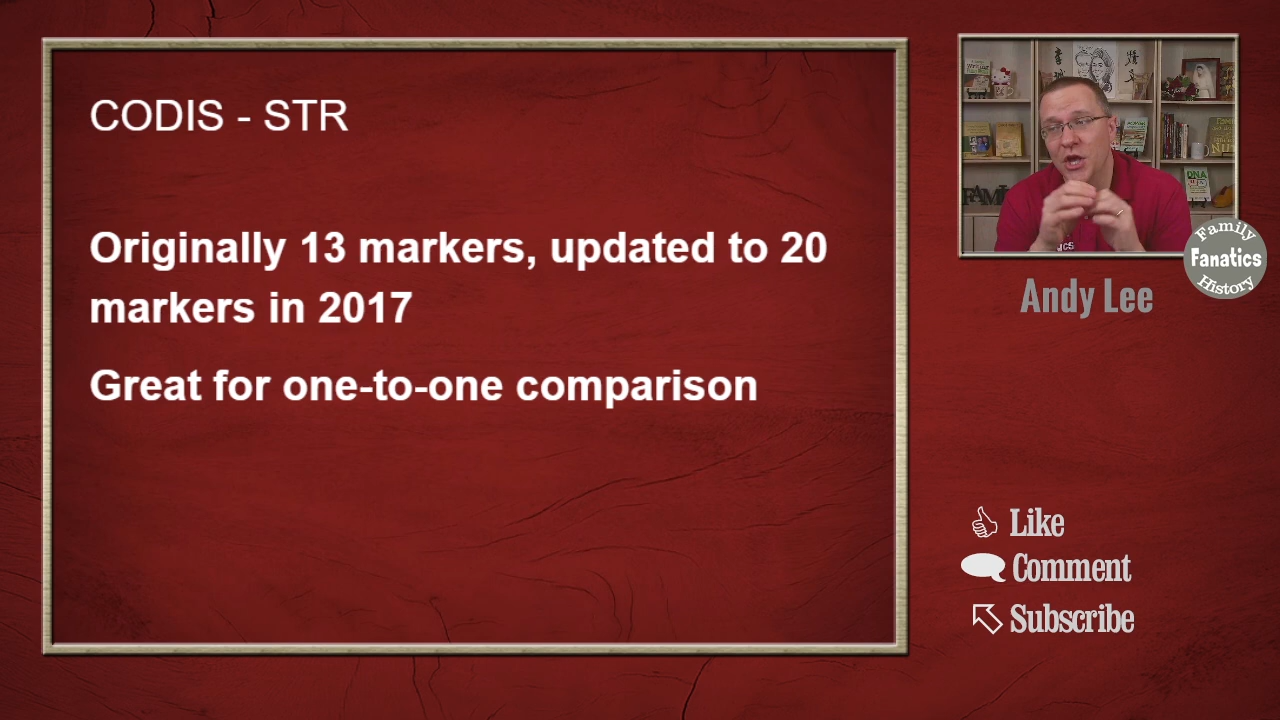 CODIS - STR
Originally 13 markers, updated to 20
markers in 2017
Great for one-to-one comparison
Family
Fanatics
History
Andy Lee
Like
Comment
Subscribe
DNA